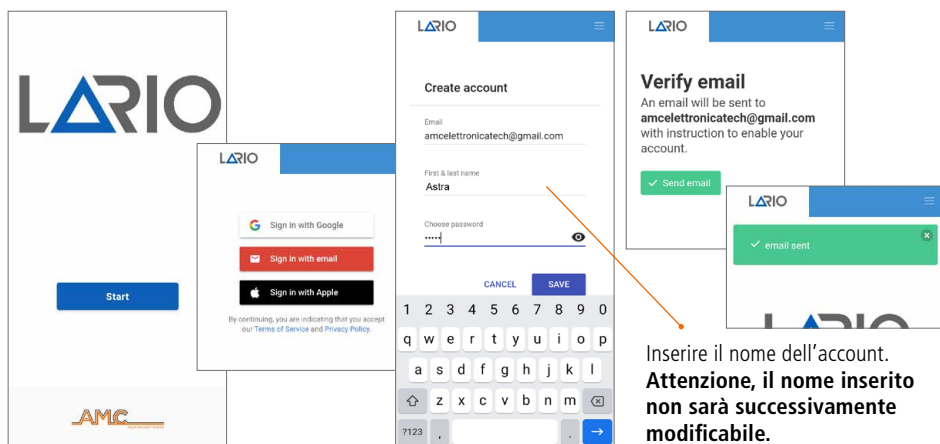 LARIO
Start
AMC
LARIO
Sign in with Google
Sign in with email
Sign in with Apple
By continuing, you are indicating that you accept
our Terms of Service and Privacy Policy.
LARIO
Create account
Email
amcelettronicatech@gmail.com
First & last name
Astra
Choose password
•••••
CANCEL
SAVE
1 2 3 4 5 6 7 8 9 0
q w e r t y u i o p
a s d f g h j k l
z x c v b n m
?123 , .
LARIO
Verify email
An email will be sent to
amcelettronicatech@gmail.com
with instruction to enable your
account.
Send email
LARIO
email sent
LARIO
Inserire il nome dell'account.
Attenzione, il nome inserito
non sarà successivamente
modificabile.